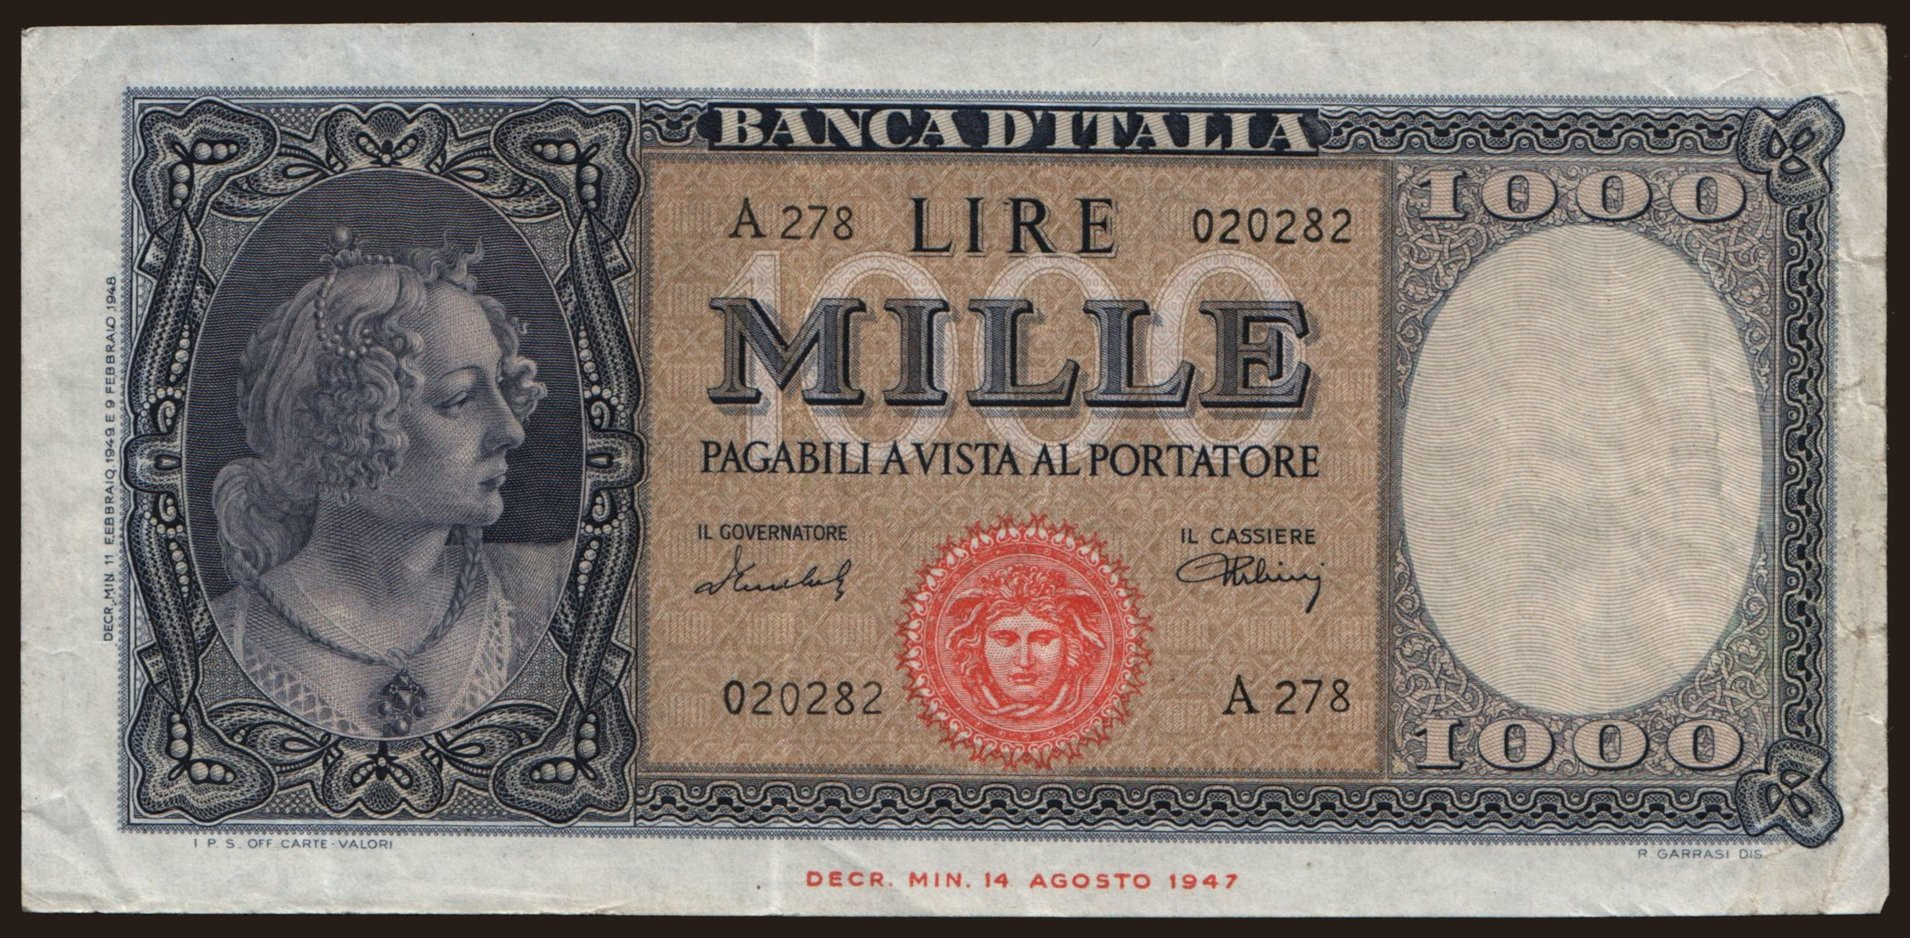 BANCA D'ITALIA
1000
A 278 LIRE 020282
1000
MILLE
PAGABILI A VISTA AL PORTATORE
IL GOVERNATORE
IL CASSIERE
020282
A 278
1000
DECR. MIN. 11 FEBBRAIO 1949 E 9 FEBBRAIO 1948
I. P. S. OFF. CARTE-VALORI
R. GARRASI DIS.
DECR. MIN. 14 AGOSTO 1947